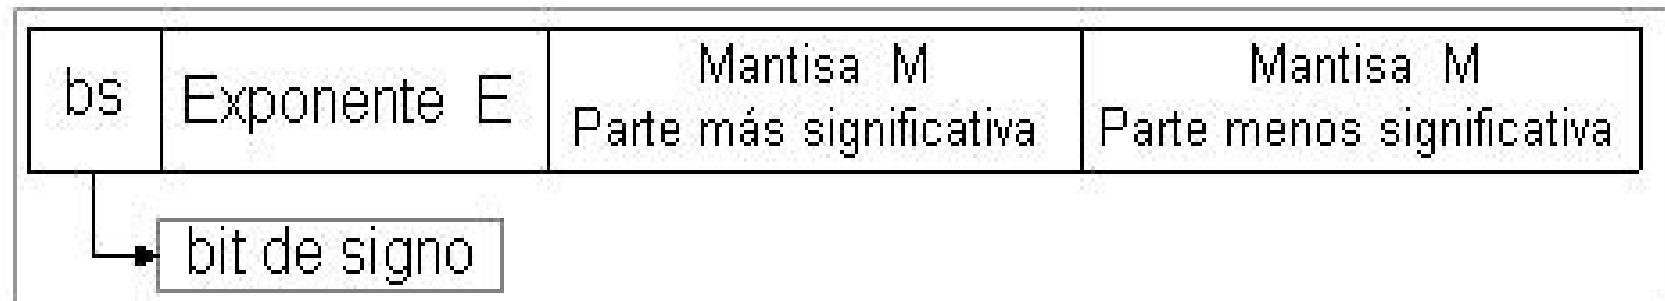 bs
Exponente E
Mantisa M
Parte más significativa
Mantisa M
Parte menos significativa
bit de signo